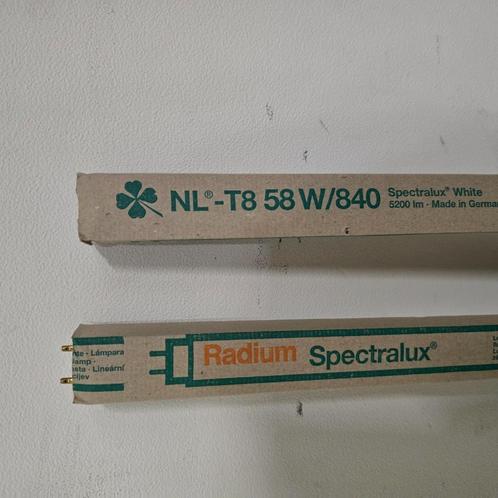 NL®-T8 58 W/840
Spectralux® White
5200 lm · Made in German
Lámpara
Radium Spectralux®
Lineární